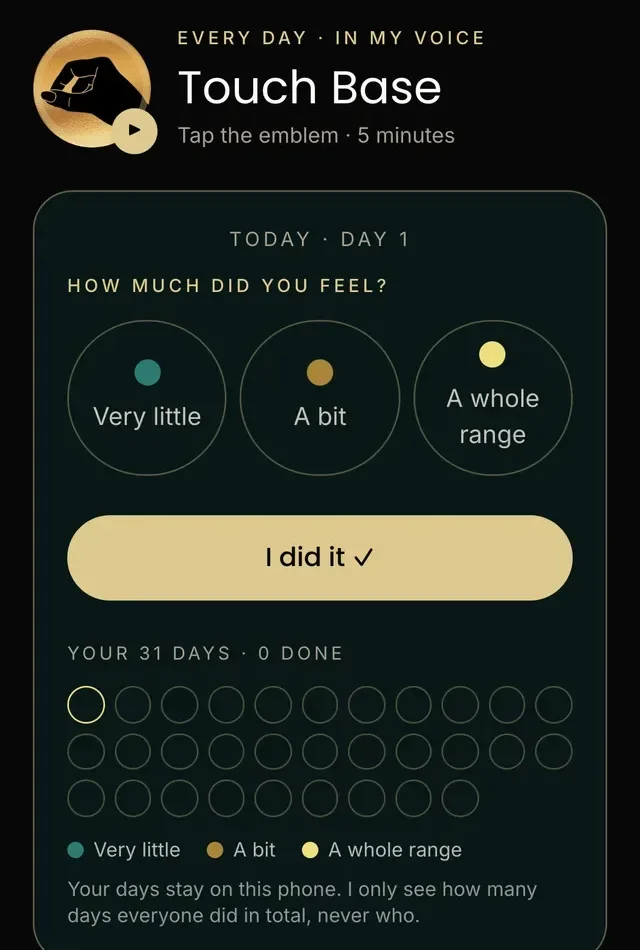 EVERY DAY · IN MY VOICE
Touch Base
Tap the emblem · 5 minutes
TODAY · DAY 1
HOW MUCH DID YOU FEEL?
Very little
A bit
A whole
range
I did it ✓
YOUR 31 DAYS · 0 DONE
Very little
A bit
A whole range
Your days stay on this phone. I only see how many
days everyone did in total, never who.